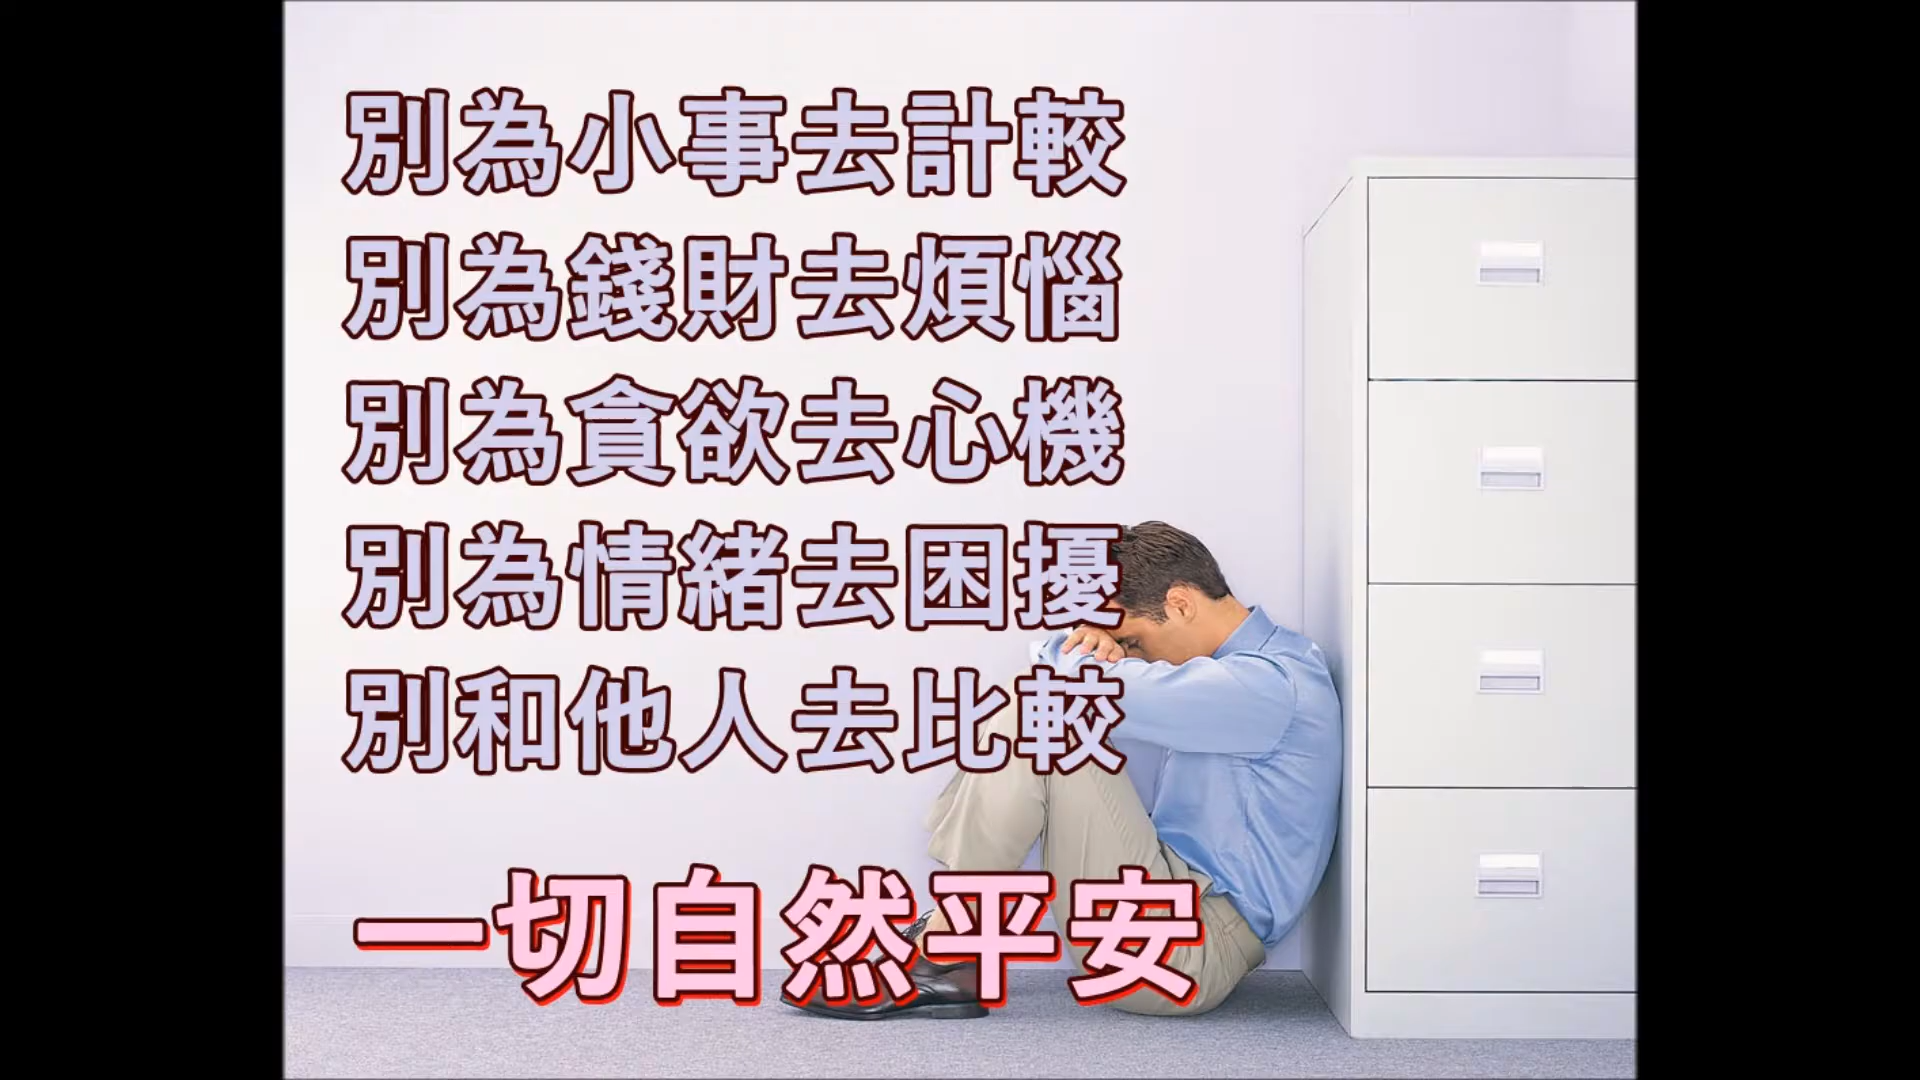 別為小事去計較
別為錢財去煩惱
別為貪欲去心機
別為情緒去困擾
別和他人去比較
一切自然平安